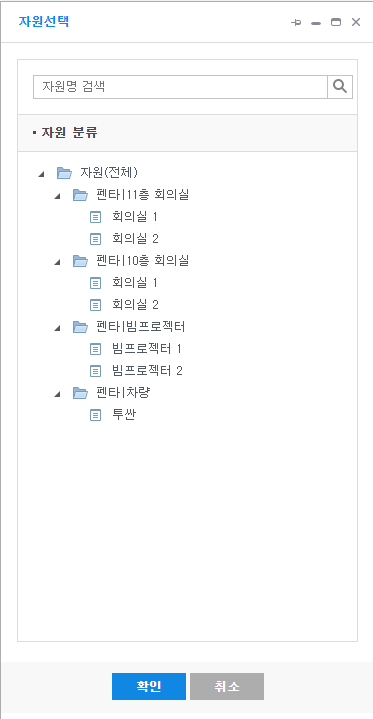 자원선택
자원명 검색
· 자원 분류
자원(전체)
펜타|11층 회의실
회의실 1
회의실 2
펜타|10층 회의실
회의실 1
회의실 2
펜타|빔프로젝터
빔프로젝터 1
빔프로젝터 2
펜타|차량
투싼
확인
취소